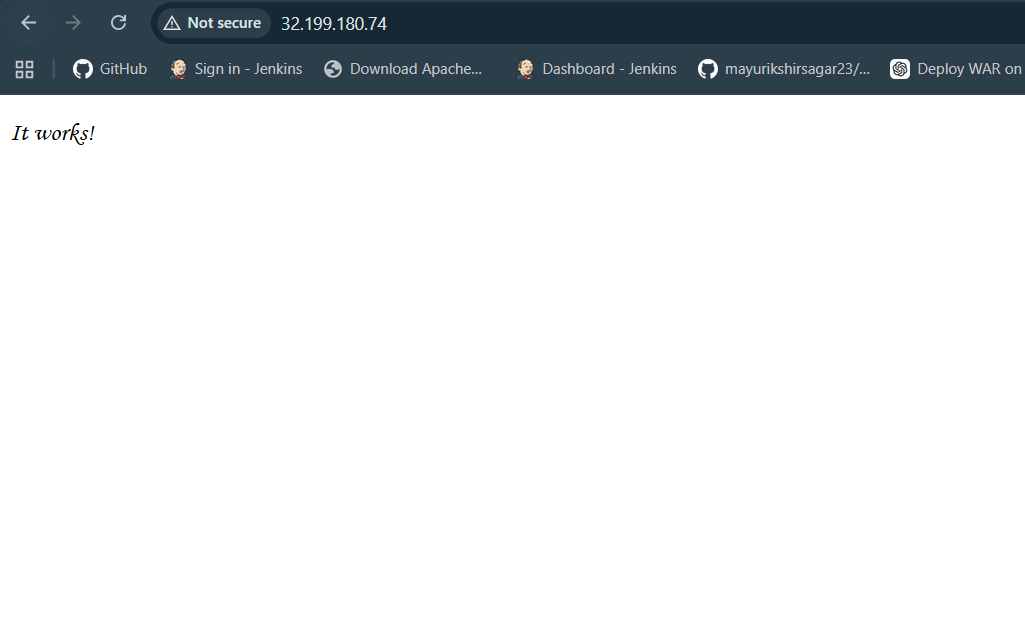 Not secure 32.199.180.74
GitHub Sign in - Jenkins Download Apache... Dashboard - Jenkins mayurikshirsagar23/... Deploy WAR on
It works!